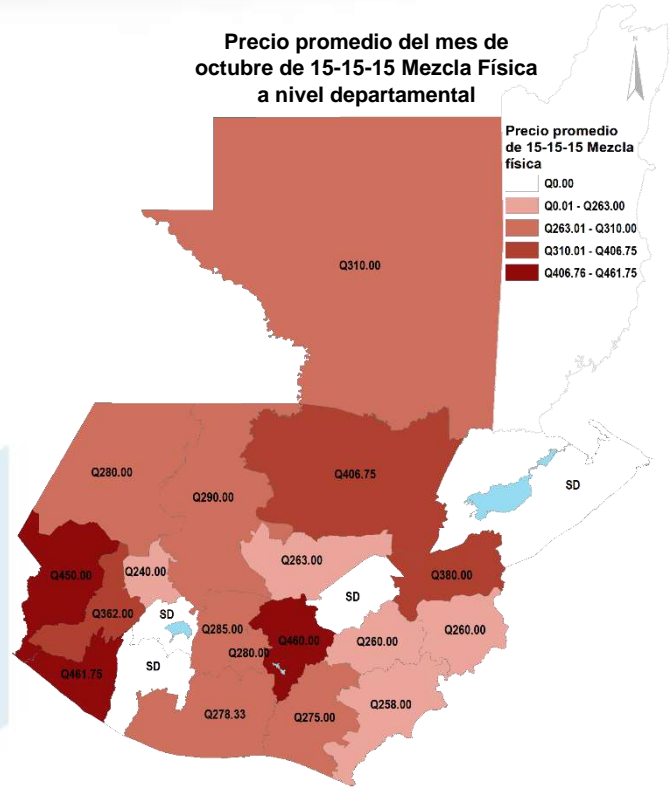 Precio promedio del mes de
octubre de 15-15-15 Mezcla Física
a nivel departamental
N
Precio promedio
de 15-15-15 Mezcla
física
Q0.00
Q0.01 - Q263.00
Q263.01 - Q310.00
Q310.01 - Q406.75
Q406.76 - Q461.75
Q310.00
Q280.00
Q290.00
Q406.75
SD
Q450.00
Q240.00
Q263.00
Q380.00
Q362.00
SD
Q285.00
Q280.00
Q460.00
SD
Q260.00
Q260.00
Q461.75
SD
Q278.33
Q275.00
Q258.00